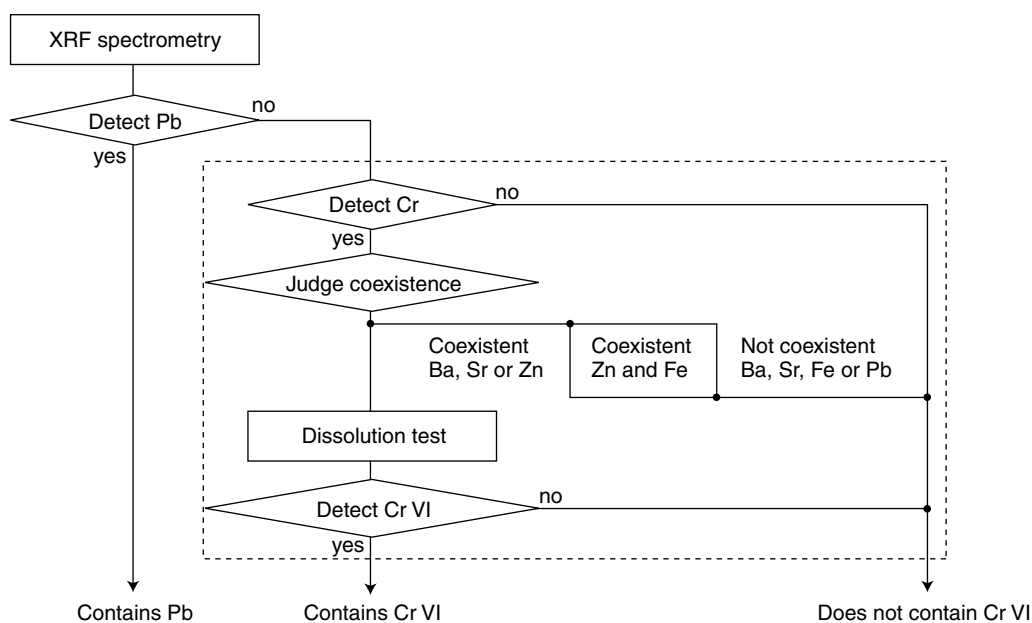 XRF spectrometry
no
Detect Pb
yes
no
Detect Cr
yes
Judge coexistence
Coexistent
Ba, Sr or Zn
Coexistent
Zn and Fe
Not coexistent
Ba, Sr, Fe or Pb
Dissolution test
no
Detect Cr VI
yes
Contains Pb
Contains Cr VI
Does not contain Cr VI